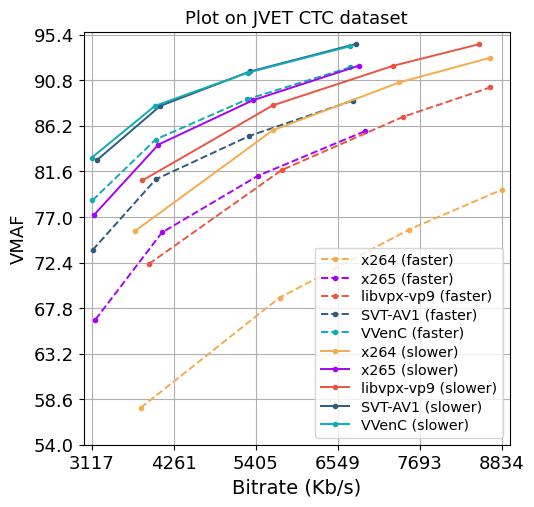 Plot on JVET CTC dataset
VMAF
95.4
90.8
86.2
81.6
77.0
72.4
67.8
63.2
58.6
54.0
x264 (faster)
x265 (faster)
libvpx-vp9 (faster)
SVT-AV1 (faster)
VVenC (faster)
x264 (slower)
x265 (slower)
libvpx-vp9 (slower)
SVT-AV1 (slower)
VVenC (slower)
3117 4261 5405 6549 7693 8834
Bitrate (Kb/s)